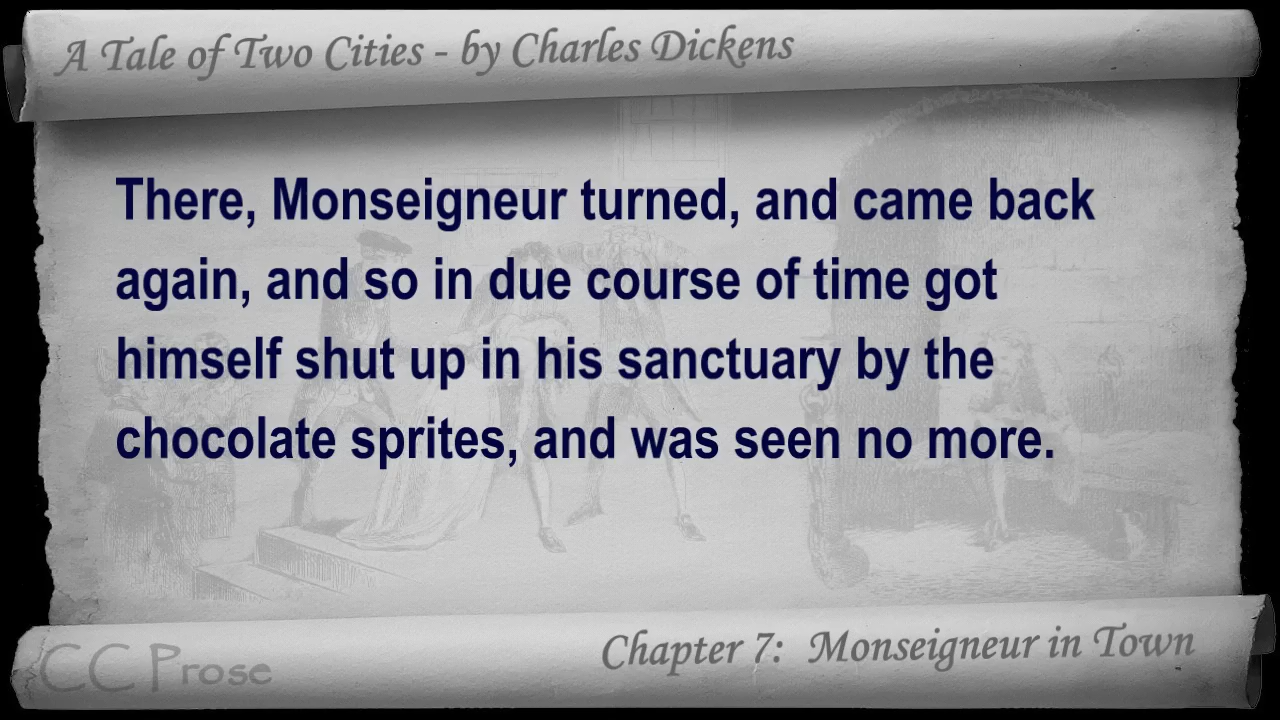 A Tale of Two Cities - by Charles Dickens
There, Monseigneur turned, and came back
again, and so in due course of time got
himself shut up in his sanctuary by the
chocolate sprites, and was seen no more.
Chapter 7: Monseigneur in Town
CC Prose